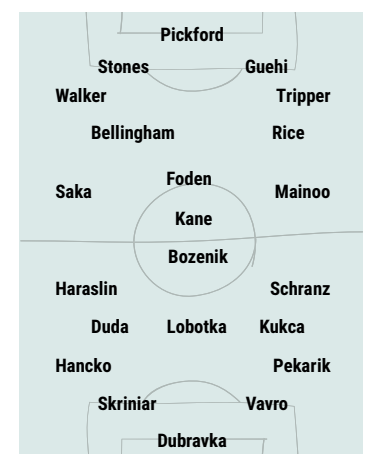 Pickford
Stones Guehi
Walker Tripper
Bellingham Rice
Foden
Saka Mainoo
Kane
Bozenik
Haraslin Schranz
Duda Lobotka Kukca
Hancko Pekarik
Skriniar Vavro
Dubravka